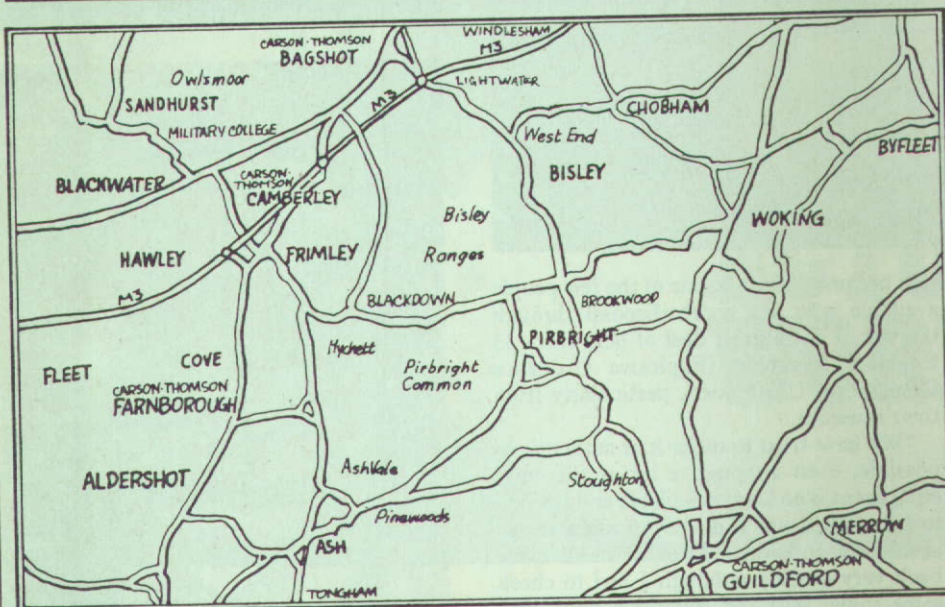 CARSON-THOMSON
BAGSHOT
WINDLESHAM
M3
Owlsmoor
SANDHURST
M3
LIGHTWATER
CHOBHAM
MILITARY COLLEGE
West End
BYFLEET
BLACKWATER
CARSON-
THOMSON
CAMBERLEY
BISLEY
Bisley
Ranges
WOKING
HAWLEY
FRIMLEY
M3
BLACKDOWN
BROOKWOOD
PIRBRIGHT
Mychett
COVE
FLEET
Pirbright
Common
CARSON-THOMSON
FARNBOROUGH
ALDERSHOT
AshVale
Stoughton
Pinewoods
MERROW
ASH
CARSON-THOMSON
GUILDFORD
TONGHAM